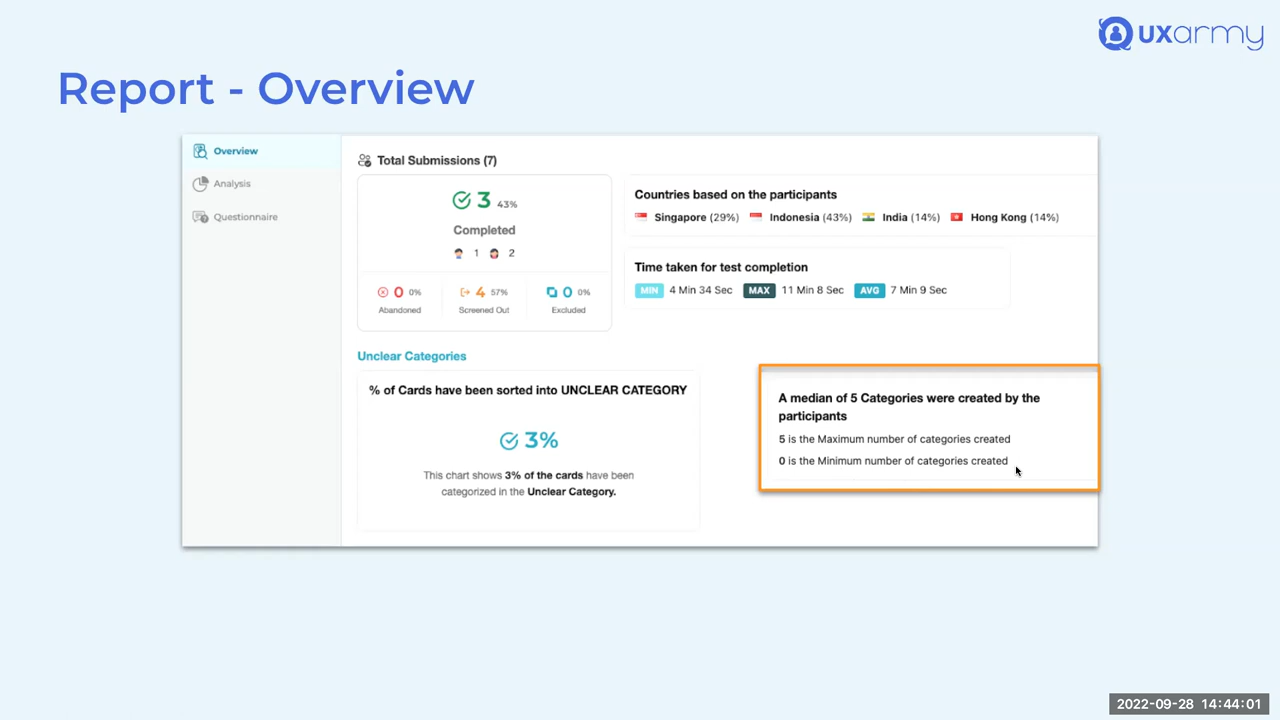 UXarmy
Report - Overview
Overview
Analysis
Questionnaire
Total Submissions (7)
3 43%
Completed
1 2
0 0%
Abandoned
4 57%
Screened Out
0 0%
Excluded
Countries based on the participants
Singapore (29%) Indonesia (43%) India (14%) Hong Kong (14%)
Time taken for test completion
MIN 4 Min 34 Sec MAX 11 Min 8 Sec AVG 7 Min 9 Sec
Unclear Categories
% of Cards have been sorted into UNCLEAR CATEGORY
3%
This chart shows 3% of the cards have been
categorized in the Unclear Category.
A median of 5 Categories were created by the
participants
5 is the Maximum number of categories created
0 is the Minimum number of categories created
2022-09-28 14:44:01